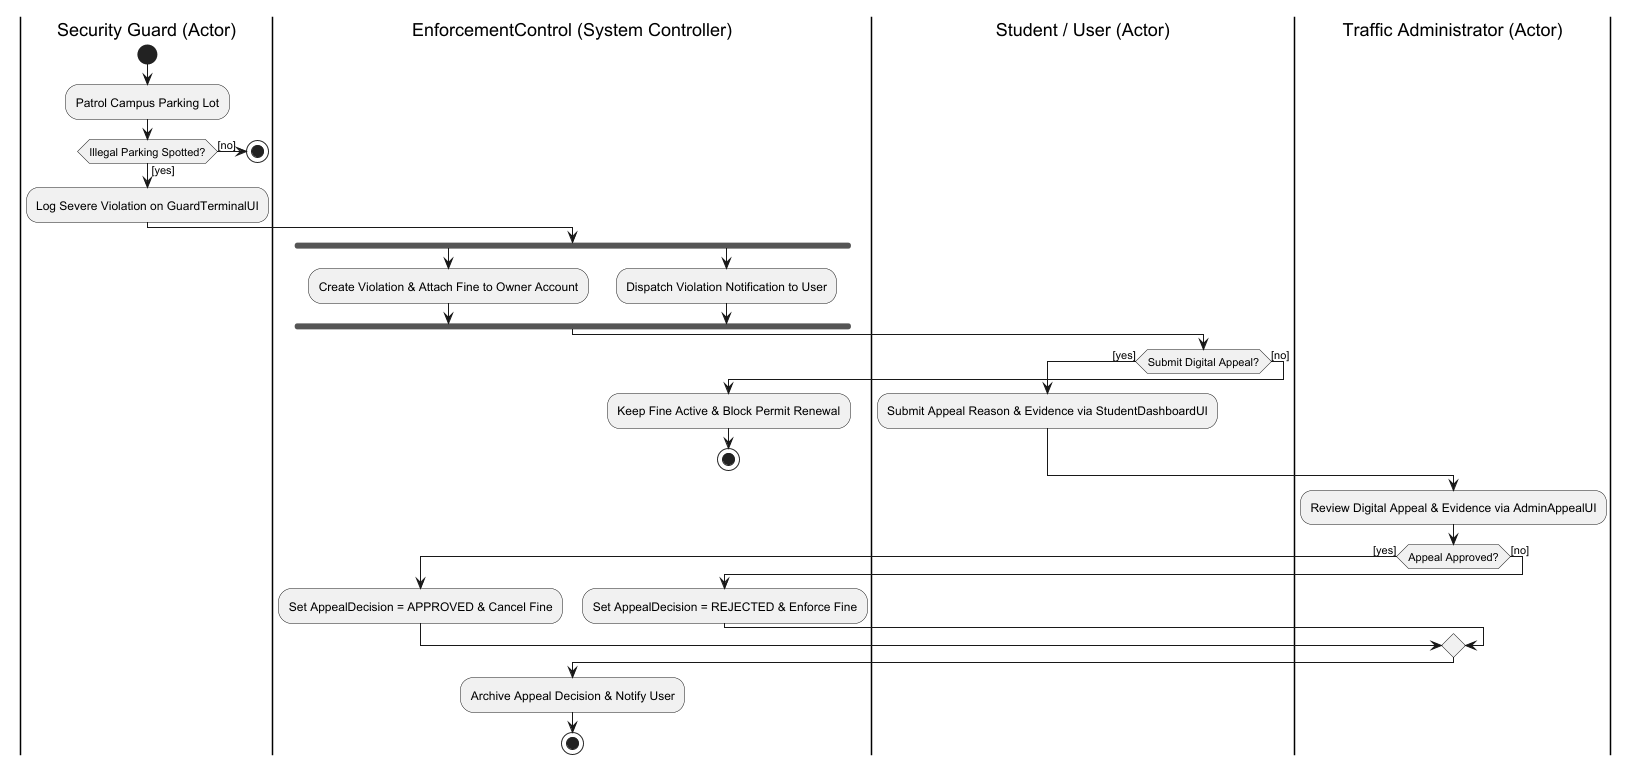 Security Guard (Actor)
EnforcementControl (System Controller)
Student / User (Actor)
Traffic Administrator (Actor)
Patrol Campus Parking Lot
Illegal Parking Spotted?
[no]
[yes]
Log Severe Violation on GuardTerminalUI
Create Violation & Attach Fine to Owner Account
Dispatch Violation Notification to User
[yes]
Submit Digital Appeal?
[no]
Keep Fine Active & Block Permit Renewal
Submit Appeal Reason & Evidence via StudentDashboardUI
Review Digital Appeal & Evidence via AdminAppealUI
[yes]
Appeal Approved?
[no]
Set AppealDecision = APPROVED & Cancel Fine
Set AppealDecision = REJECTED & Enforce Fine
Archive Appeal Decision & Notify User